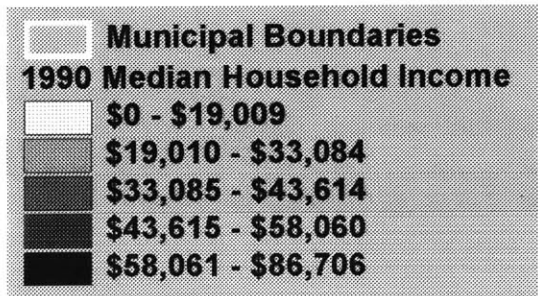 Municipal Boundaries
1990 Median Household Income
$0 - $19,009
$19,010 - $33,084
$33,085 - $43,614
$43,615 - $58,060
$58,061 - $86,706